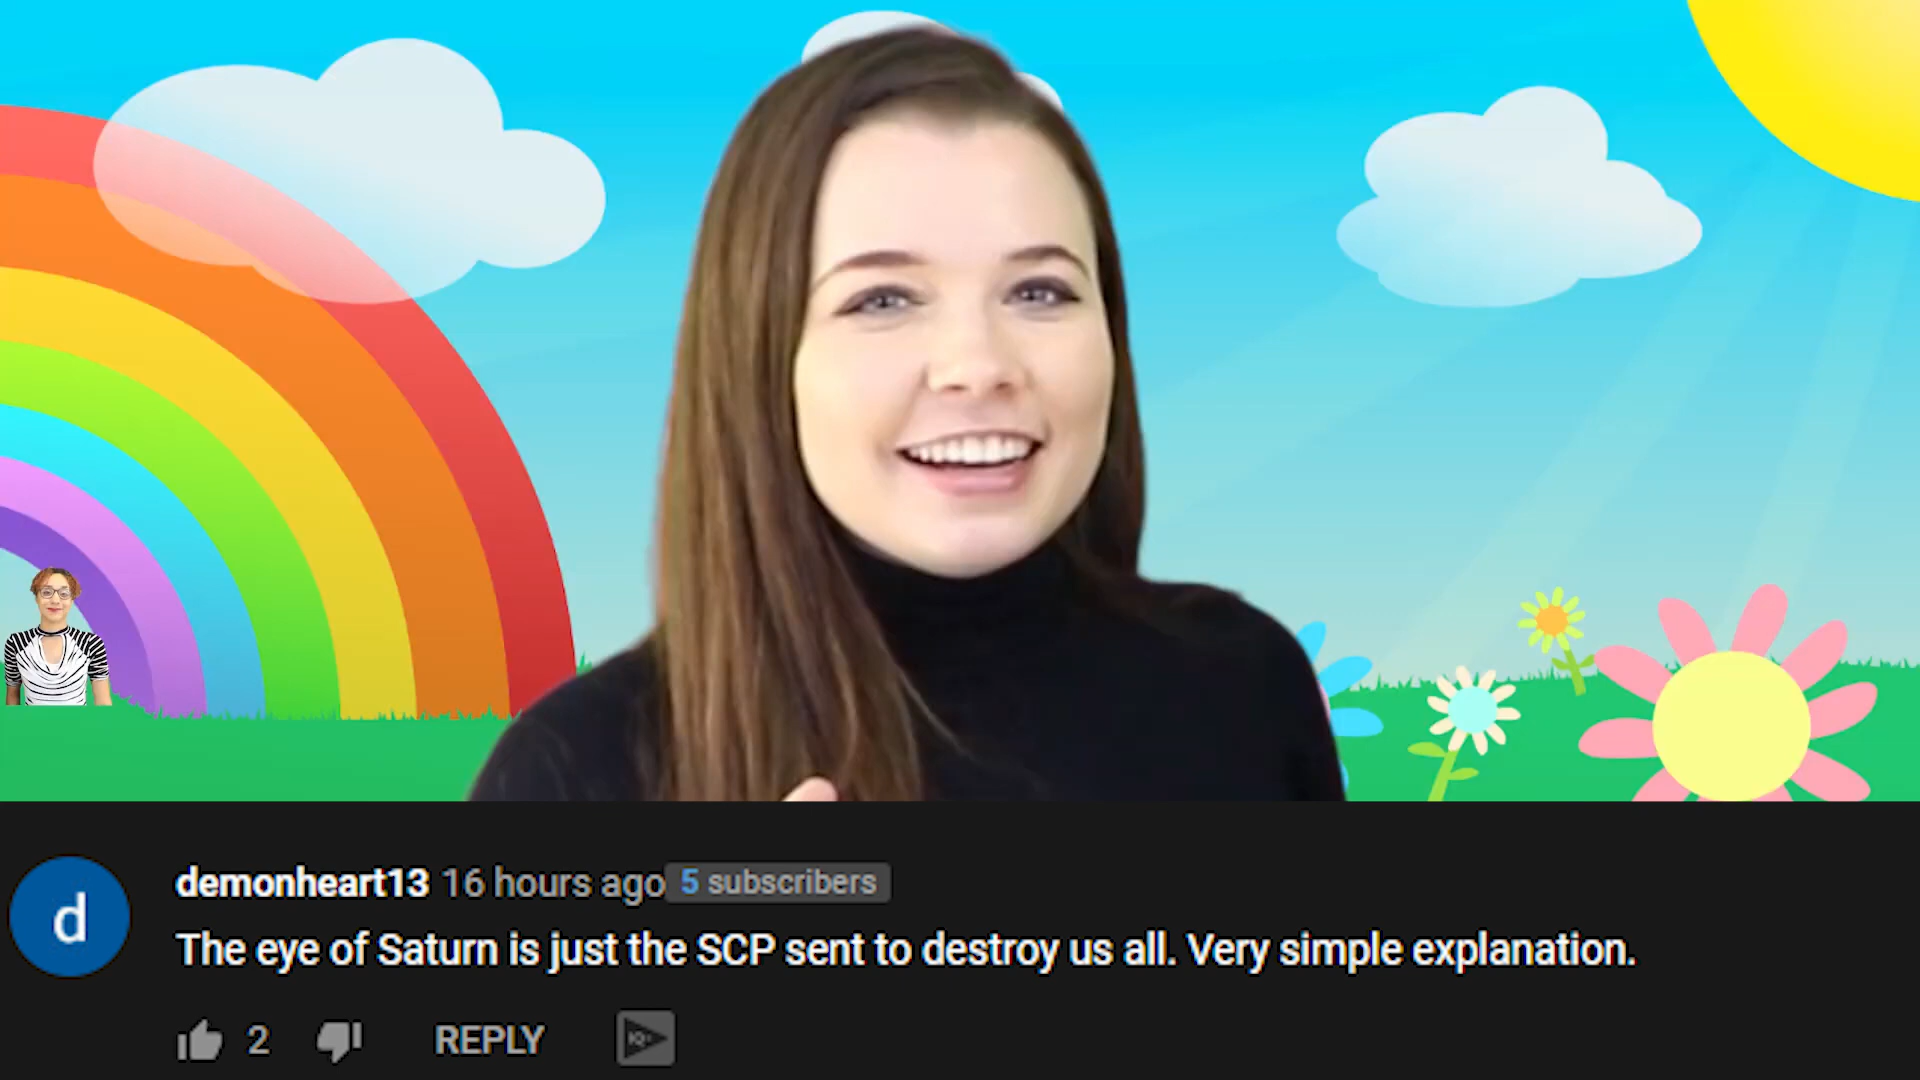 d
demonheart13 16 hours ago 5 subscribers
The eye of Saturn is just the SCP sent to destroy us all. Very simple explanation.
2 REPLY